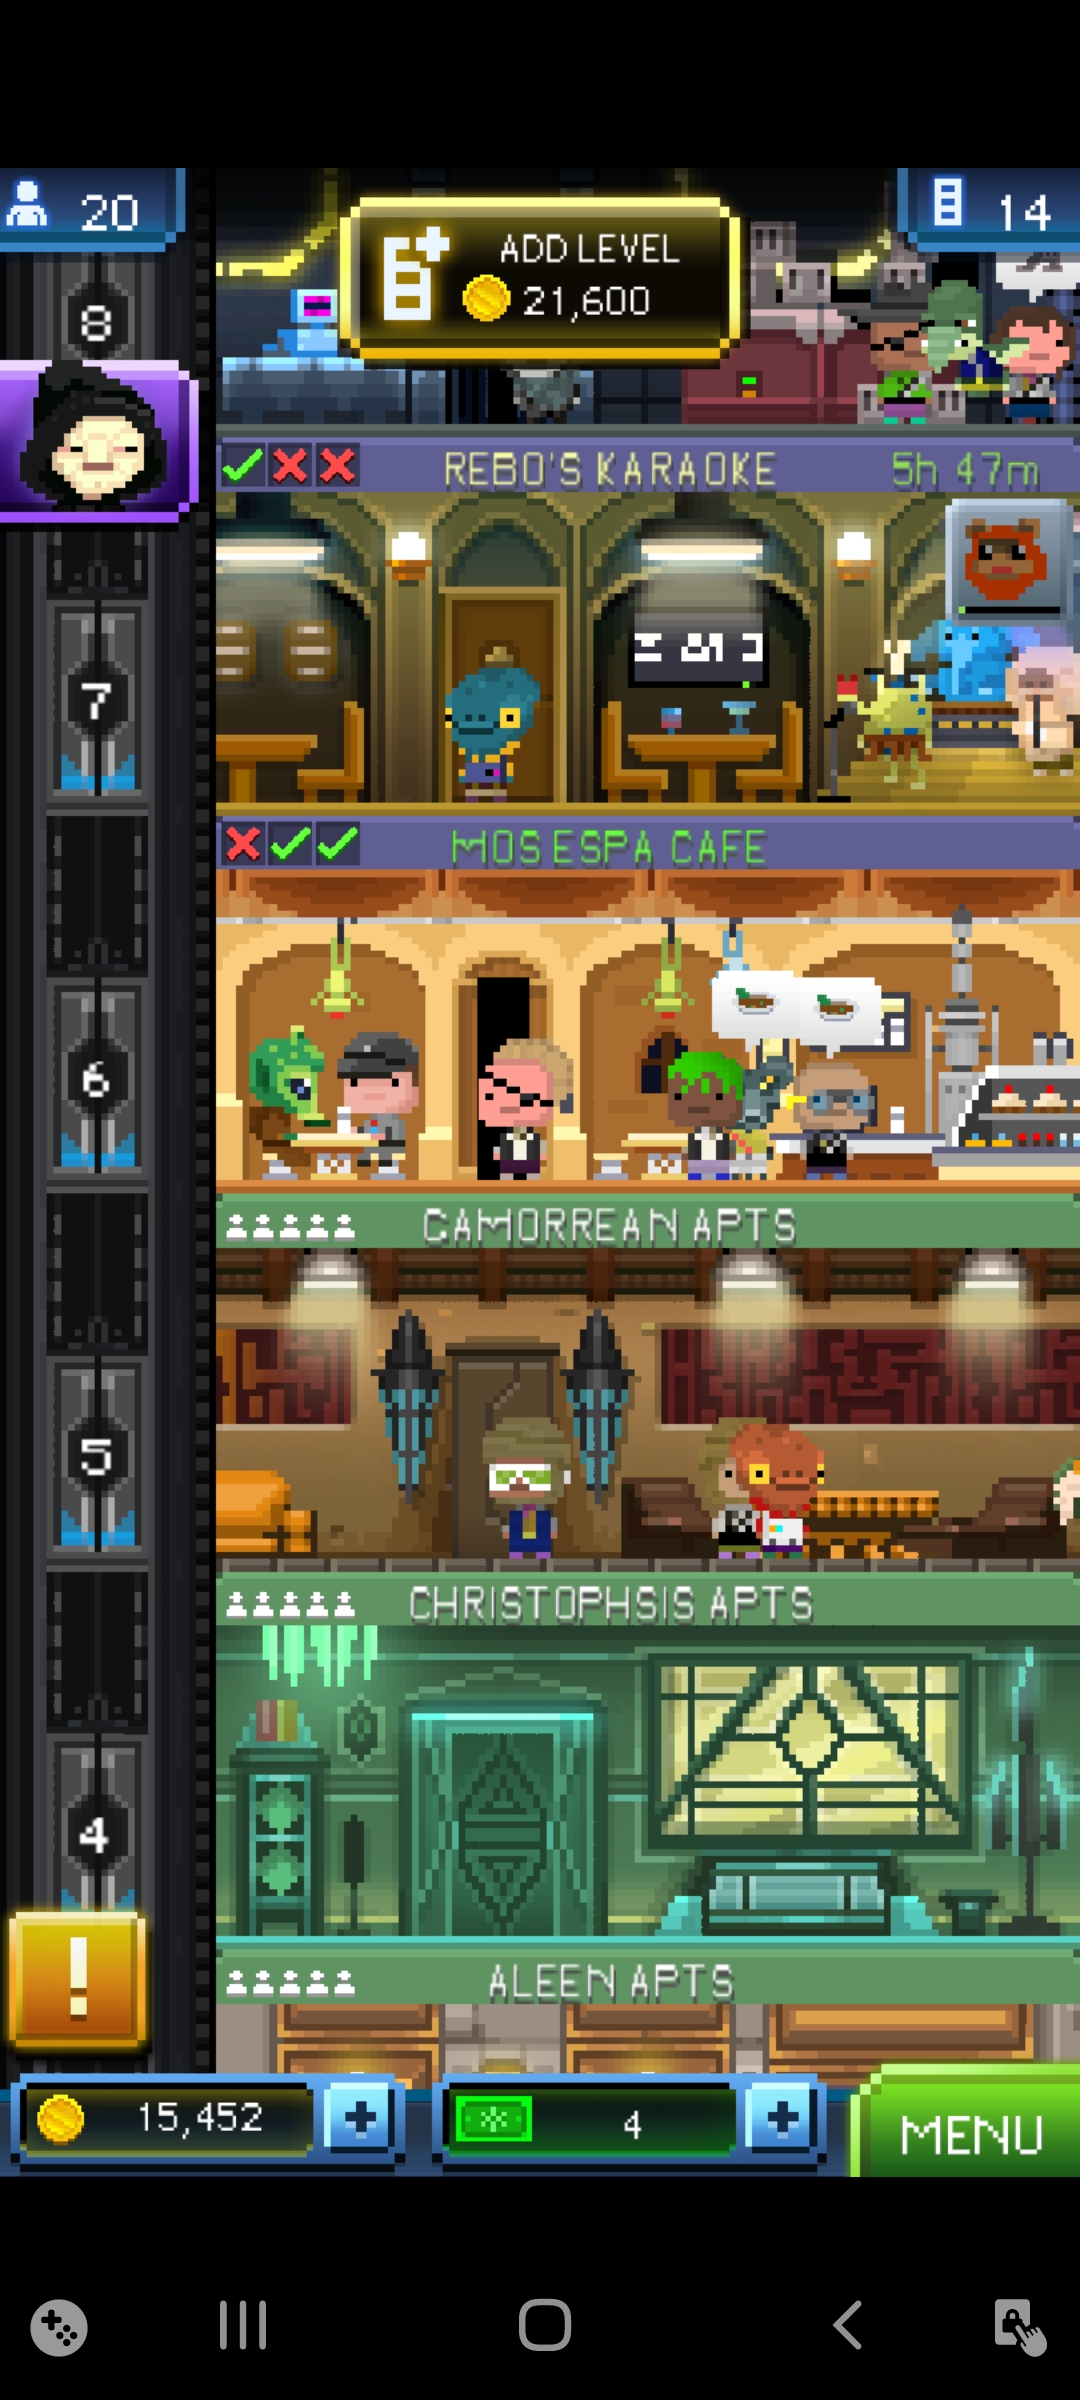 20
ADD LEVEL
21,600
14
8
REBO'S KARAOKE
5h 47m
7
MOS ESPA CAFE
6
CAMORREAN APTS
5
CHRISTOPHSIS APTS
4
ALEEN APTS
!
15,452
+
4
+
MENU